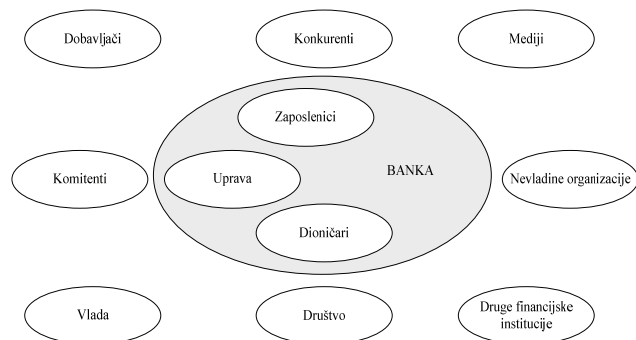 Dobavljači
Konkurenti
Mediji
Zaposlenici
Komitenti
Uprava
BANKA
Nevladine organizacije
Dioničari
Vlada
Društvo
Druge financijske
institucije